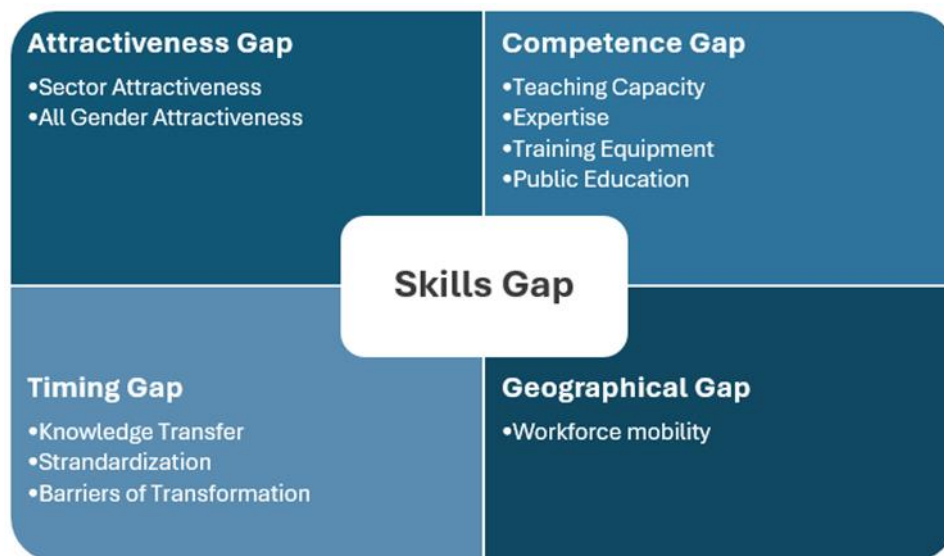 Attractiveness Gap
•Sector Attractiveness
•All Gender Attractiveness
Competence Gap
•Teaching Capacity
•Expertise
•Training Equipment
•Public Education
Skills Gap
Timing Gap
•Knowledge Transfer
•Strandardization
•Barriers of Transformation
Geographical Gap
•Workforce mobility